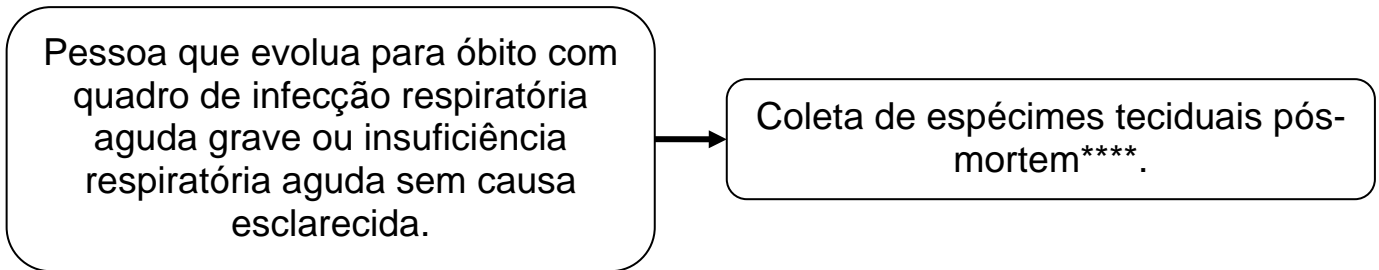 Pessoa que evolua para óbito com
quadro de infecção respiratória
aguda grave ou insuficiência
respiratória aguda sem causa
esclarecida.
Coleta de espécimes teciduais pós-
mortem****.